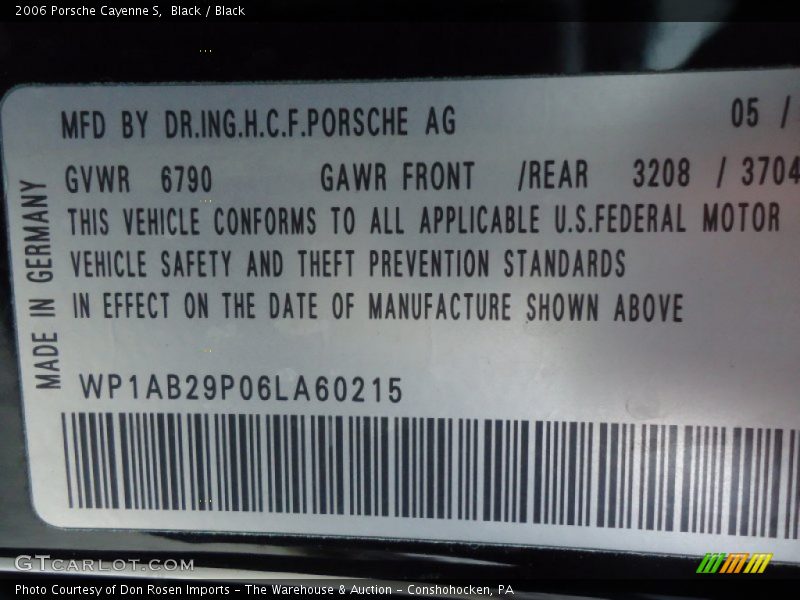 2006 Porsche Cayenne S,  Black / Black
MFD BY DR.ING.H.C.F.PORSCHE AG 05 /
GVWR 6790 GAWR FRONT /REAR 3208 / 3704
THIS VEHICLE CONFORMS TO ALL APPLICABLE U.S.FEDERAL MOTOR
VEHICLE SAFETY AND THEFT PREVENTION STANDARDS
IN EFFECT ON THE DATE OF MANUFACTURE SHOWN ABOVE
MADE IN GERMANY
WP1AB29P06LA60215
GTCARLOT.COM
Photo Courtesy of Don Rosen Imports - The Warehouse & Auction - Conshohocken, PA